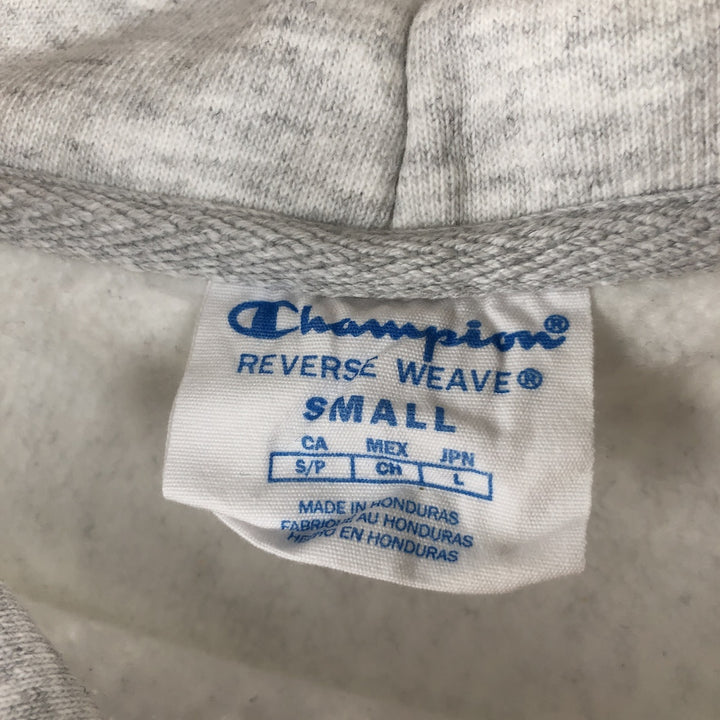 Champion®
REVERSE WEAVE®
SMALL
CA MEX JPN
S/P CH L
MADE IN HONDURAS
FABRIQUÉ AU HONDURAS
HECHO EN HONDURAS